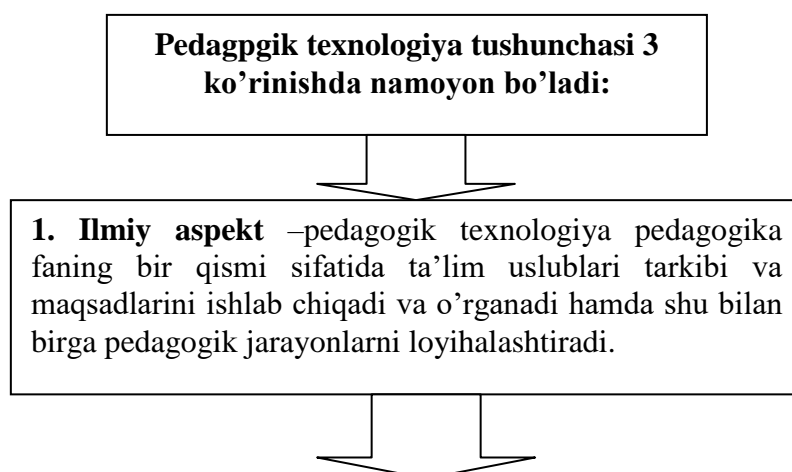 Pedagpgik texnologiya tushunchasi 3
ko’rinishda namoyon bo’ladi:
1. Ilmiy aspekt –pedagogik texnologiya pedagogika
faning bir qismi sifatida ta’lim uslublari tarkibi va
maqsadlarini ishlab chiqadi va o’rganadi hamda shu bilan
birga pedagogik jarayonlarni loyihalashtiradi.